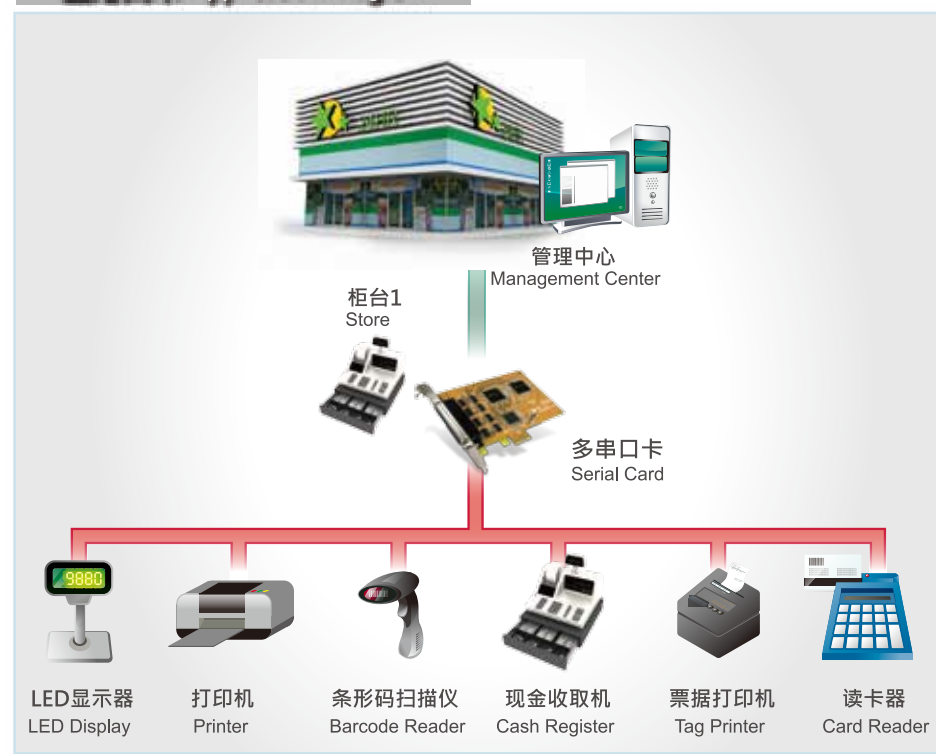 管理中心
Management Center
柜台1
Store
多串口卡
Serial Card
9880
LED显示器
LED Display
打印机
Printer
条形码扫描仪
Barcode Reader
现金收取机
Cash Register
票据打印机
Tag Printer
读卡器
Card Reader